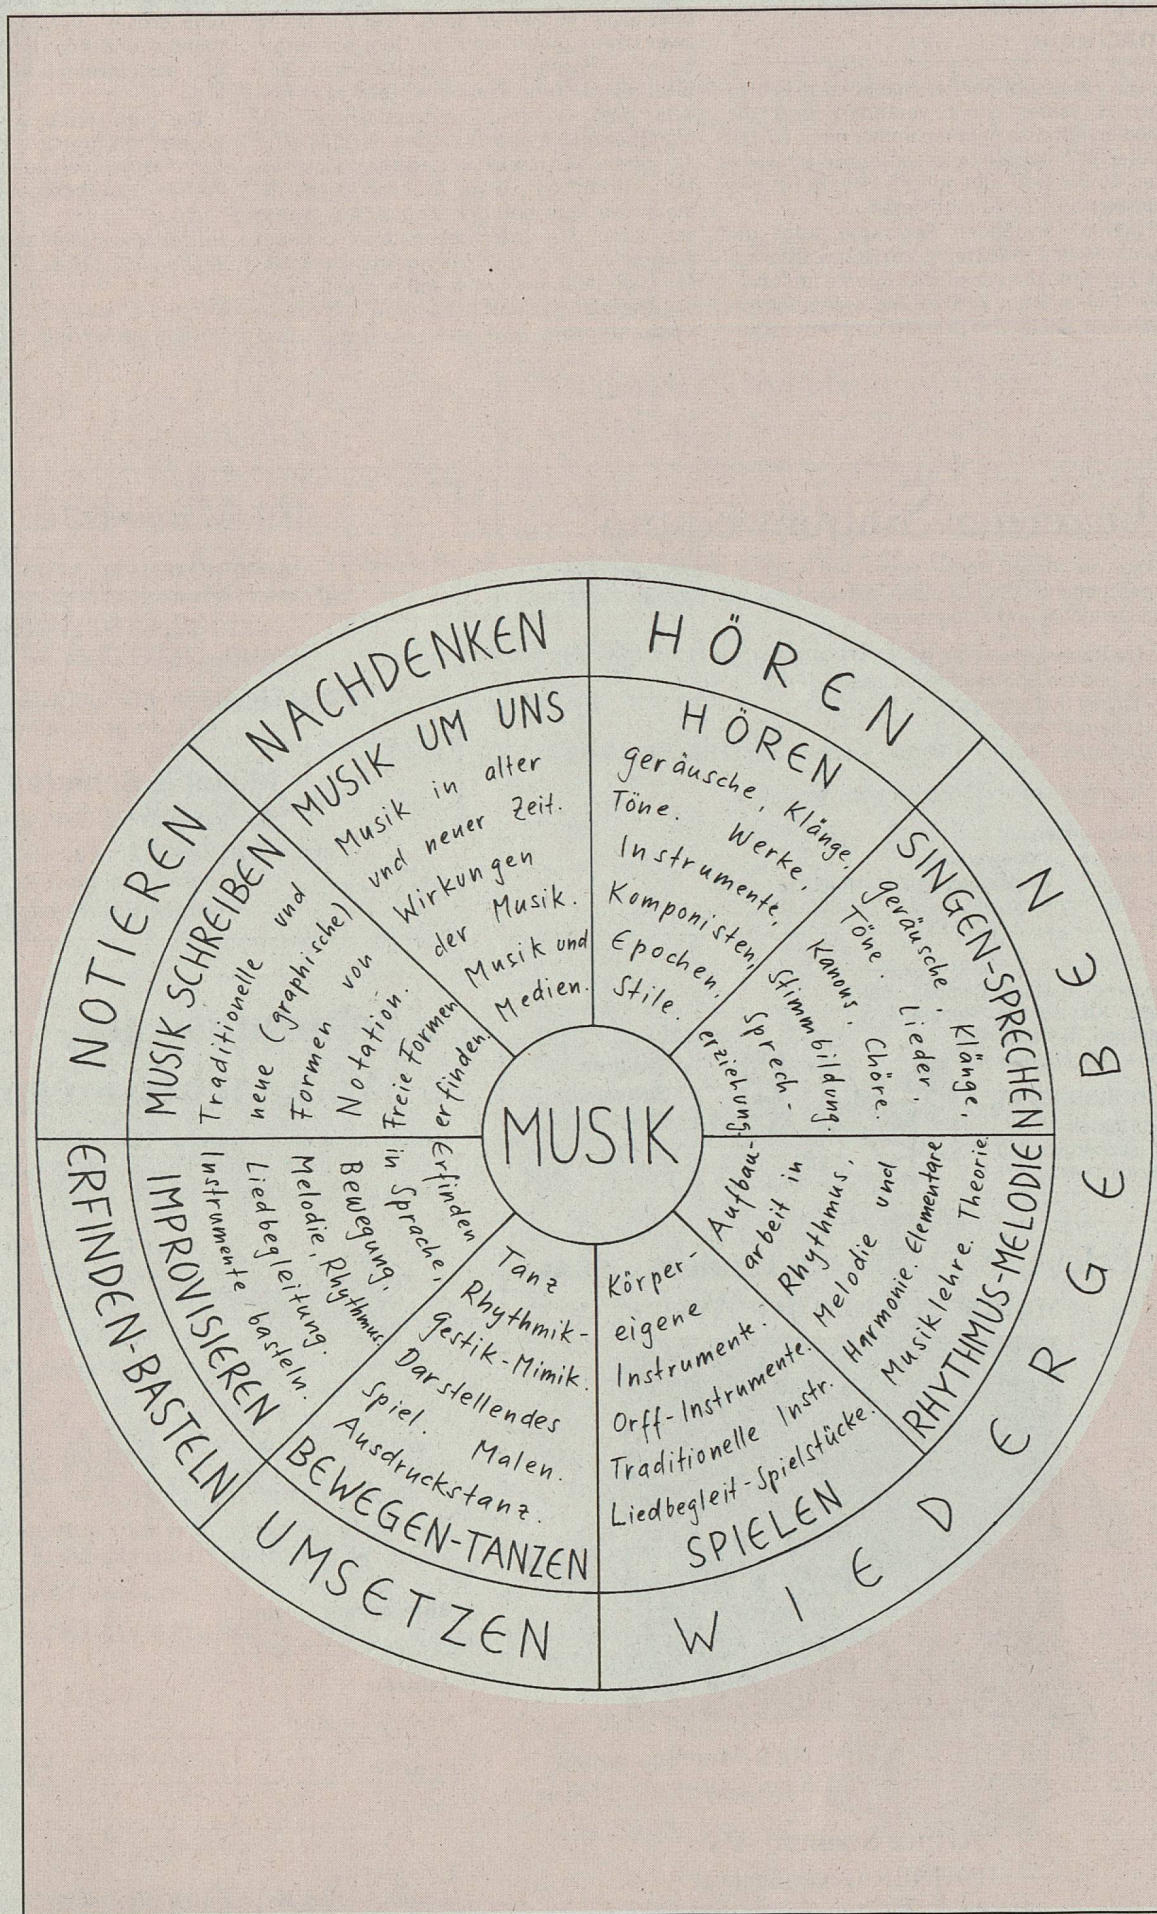 MUSIK
HÖREN
HÖREN
geräusche, Klänge,
Töne. Werke,
Instrumente,
Komponisten,
Epochen.
Stile.
WIEDERGEBEN
SINGEN-SPRECHEN
geräusche, Klänge,
Töne. Lieder,
Kanons. Chöre.
Stimmbildung.
Sprech-
erziehung.
RHYTHMUS-MELODIE
Aufbau-
arbeit in
Rhythmus,
Melodie und
Harmonie. Elementare
Musiklehre. Theorie.
SPIELEN
Körper-
eigene
Instrumente.
Orff-Instrumente.
Traditionelle Instr.
Liedbegleit-Spielstücke.
UMSETZEN
BEWEGEN-TANZEN
Tanz
Rhythmik-
gestik-Mimik.
Darstellendes
Spiel. Malen.
Ausdruckstanz.
ERFINDEN-BASTELN
IMPROVISIEREN
Erfinden
in Sprache,
Bewegung,
Melodie, Rhythmus.
Liedbegleitung.
Instrumente basteln.
NOTIEREN
MUSIK SCHREIBEN
Traditionelle und
neue (graphische)
Formen von
Notation.
Freie Formen
erfinden.
NACHDENKEN
MUSIK UM UNS
Musik in alter
und neuer Zeit.
Wirkungen
der Musik.
Musik und
Medien.